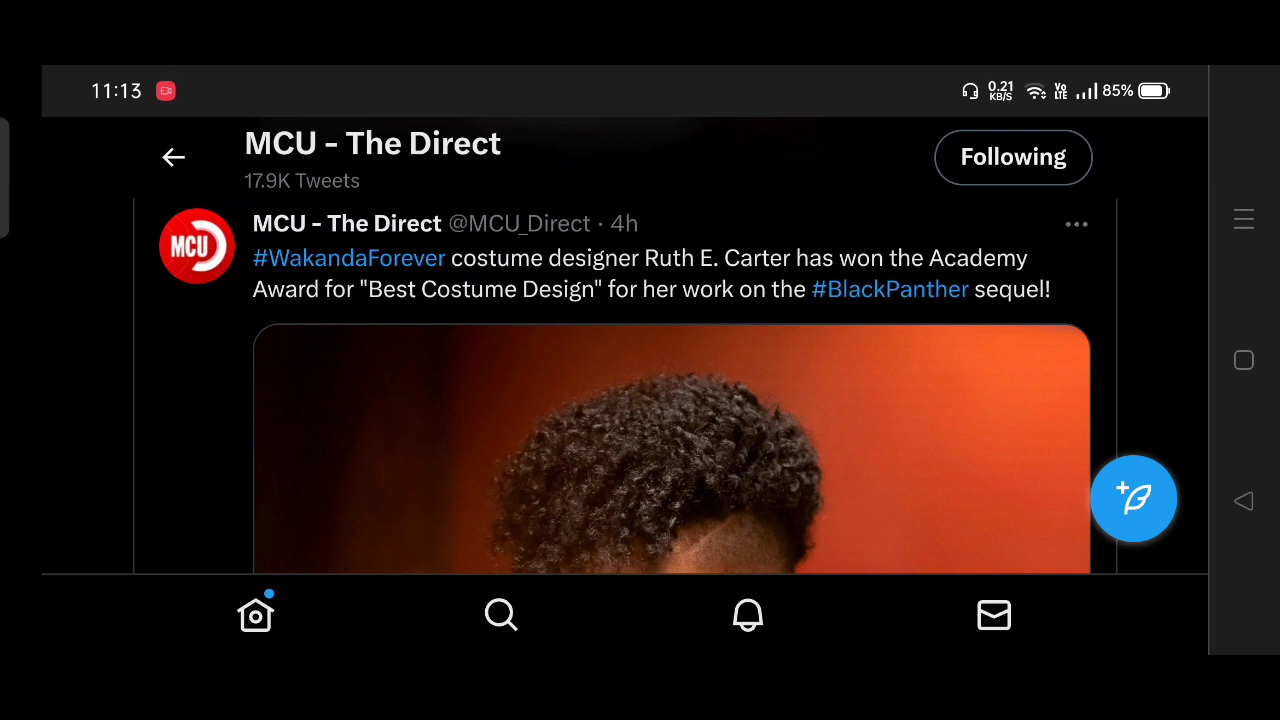 11:13
0.21
KB/S
Vo
LTE
85%
MCU - The Direct
17.9K Tweets
Following
MCU
MCU - The Direct @MCU_Direct · 4h
#WakandaForever costume designer Ruth E. Carter has won the Academy
Award for "Best Costume Design" for her work on the #BlackPanther sequel!